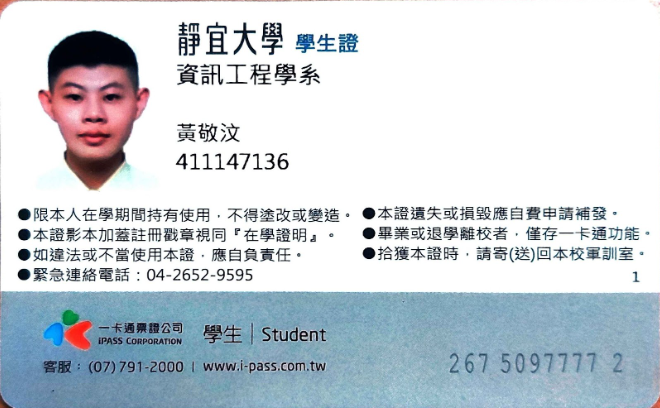 靜宜大學 學生證
資訊工程學系
黃敬汶
411147136
●限本人在學期間持有使用，不得塗改或變造。
●本證影本加蓋註冊戳章視同『在學證明』。
●如違法或不當使用本證，應自負責任。
●緊急連絡電話：04-2652-9595
●本證遺失或損毀應自費申請補發。
●畢業或退學離校者，僅存一卡通功能。
●拾獲本證時，請寄(送)回本校軍訓室。
1
一卡通票證公司
iPASS CORPORATION
學生 | Student
客服：(07)791-2000 | www.i-pass.com.tw
267 5097777 2